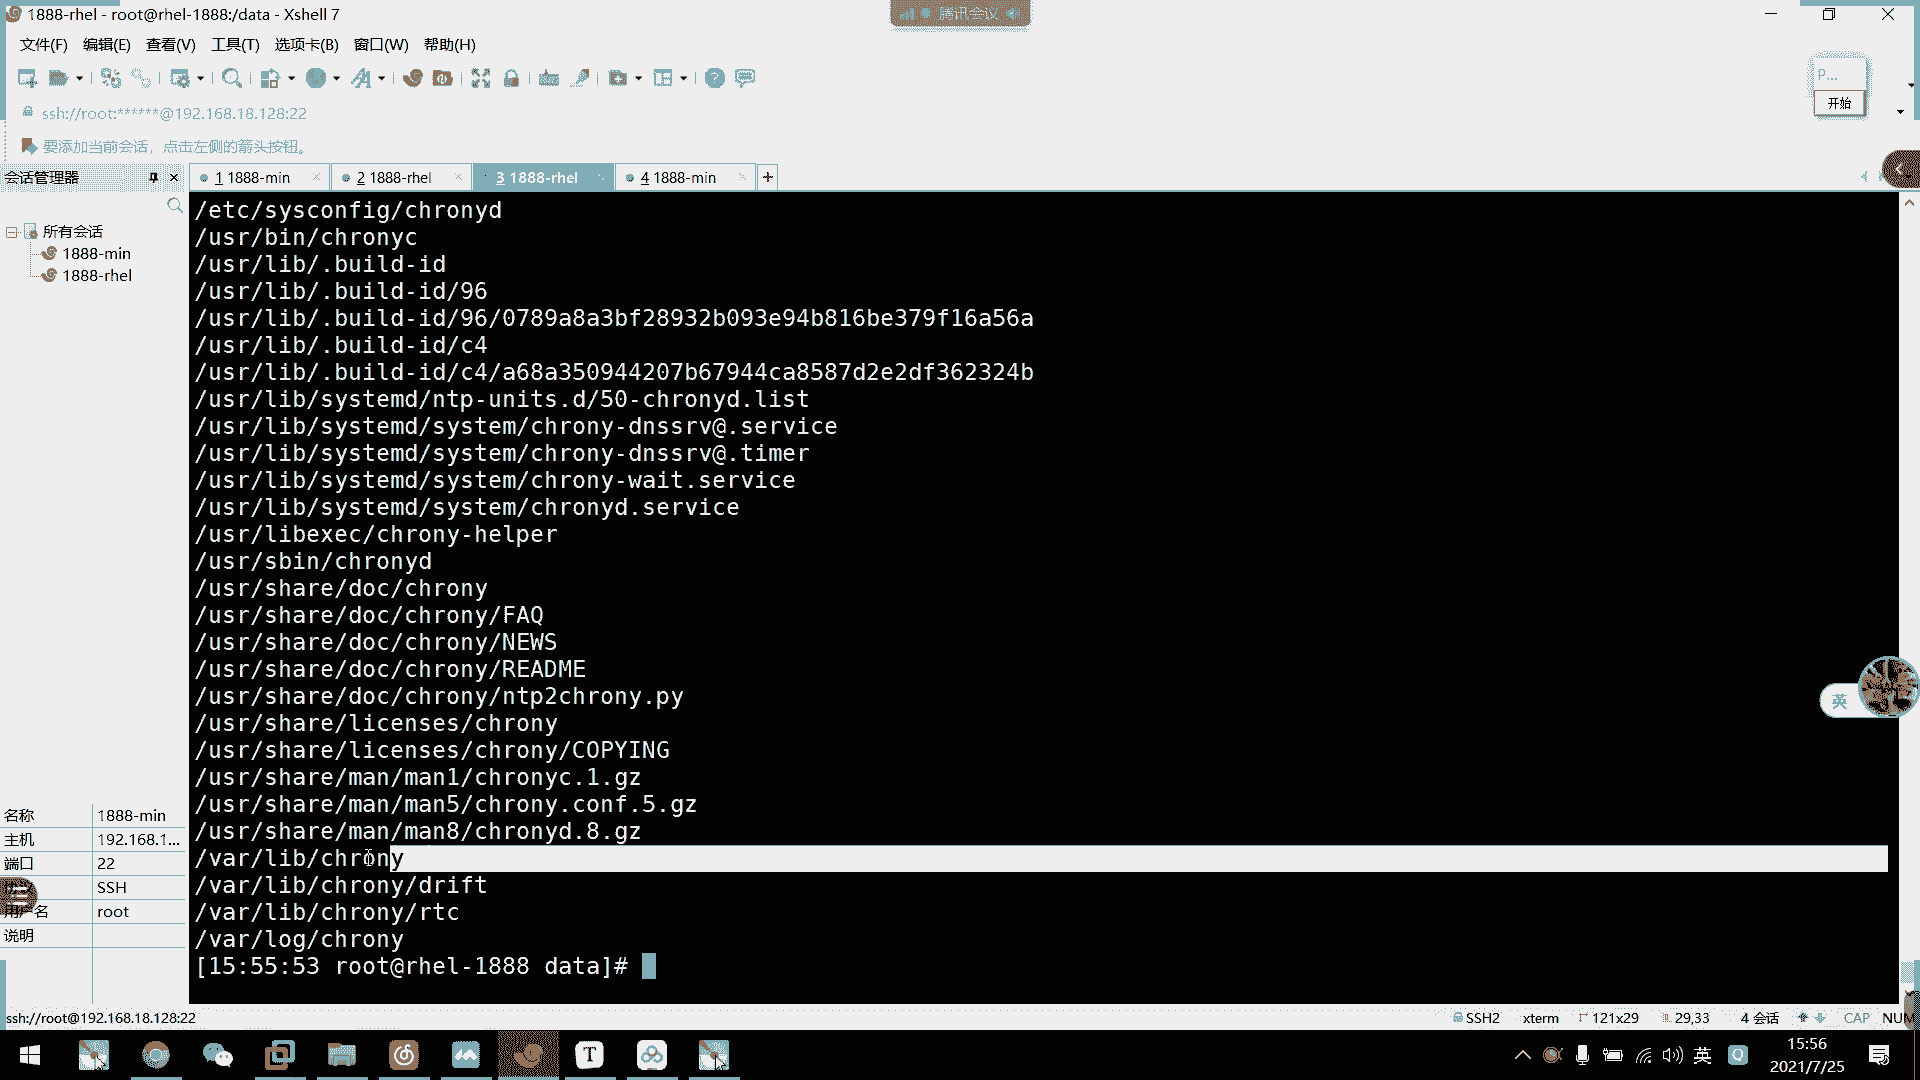 1888-rhel - root@rhel-1888:/data - Xshell 7
腾讯会议
文件(F) 编辑(E) 查看(V) 工具(T) 选项卡(B) 窗口(W) 帮助(H)
P...
开始
ssh://root:******@192.168.18.128:22
要添加当前会话，点击左侧的箭头按钮。
会话管理器
1 1888-min 2 1888-rhel 3 1888-rhel 4 1888-min
所有会话
1888-min
1888-rhel
/etc/sysconfig/chronyd
/usr/bin/chronyc
/usr/lib/.build-id
/usr/lib/.build-id/96
/usr/lib/.build-id/96/0789a8a3bf28932b093e94b816be379f16a56a
/usr/lib/.build-id/c4
/usr/lib/.build-id/c4/a68a350944207b67944ca8587d2e2df362324b
/usr/lib/systemd/ntp-units.d/50-chronyd.list
/usr/lib/systemd/system/chrony-dnssrv@.service
/usr/lib/systemd/system/chrony-dnssrv@.timer
/usr/lib/systemd/system/chrony-wait.service
/usr/lib/systemd/system/chronyd.service
/usr/libexec/chrony-helper
/usr/sbin/chronyd
/usr/share/doc/chrony
/usr/share/doc/chrony/FAQ
/usr/share/doc/chrony/NEWS
/usr/share/doc/chrony/README
/usr/share/doc/chrony/ntp2chrony.py
/usr/share/licenses/chrony
/usr/share/licenses/chrony/COPYING
/usr/share/man/man1/chronyc.1.gz
/usr/share/man/man5/chrony.conf.5.gz
/usr/share/man/man8/chronyd.8.gz
/var/lib/chrony
/var/lib/chrony/drift
/var/lib/chrony/rtc
/var/log/chrony
[15:55:53 root@rhel-1888 data]#
英
名称 1888-min
主机 192.168.1...
端口 22
SSH
用户名 root
说明
ssh://root@192.168.18.128:22
SSH2 xterm 121x29 29,33 4 会话 CAP NUM
英
15:56
2021/7/25